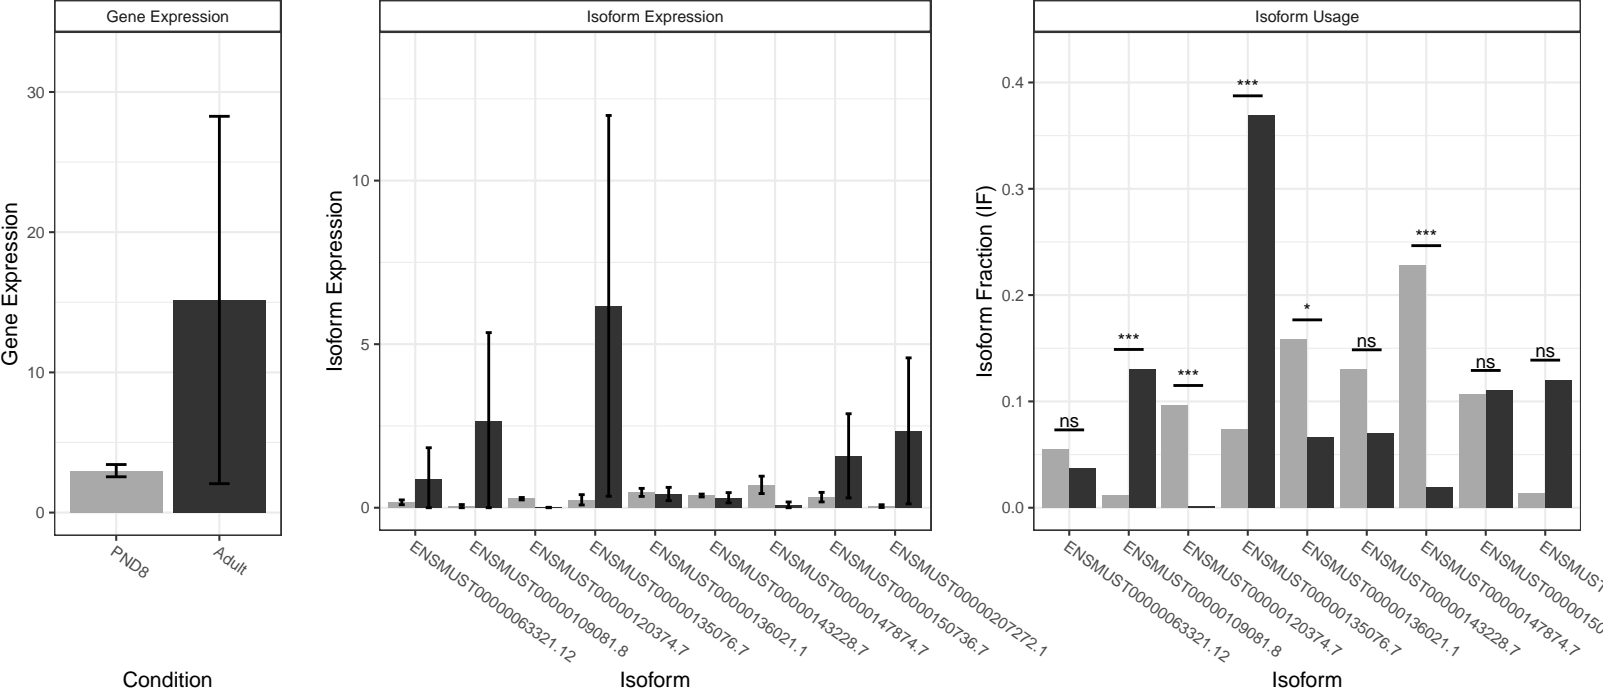 Gene Expression
Gene Expression
30
20
10
0
PND8
Adult
Condition
Isoform Expression
Isoform Expression
10
5
0
ENSMUST00000063321.12
ENSMUST00000109081.8
ENSMUST00000120374.7
ENSMUST00000135076.7
ENSMUST00000136021.1
ENSMUST00000143228.7
ENSMUST00000147874.7
ENSMUST00000150736.7
ENSMUST00000207272.1
Isoform
Isoform Usage
Isoform Fraction (IF)
0.4
0.3
0.2
0.1
0.0
ns
***
***
***
*
ns
***
ns
ns
ENSMUST00000063321.12
ENSMUST00000109081.8
ENSMUST00000120374.7
ENSMUST00000135076.7
ENSMUST00000136021.1
ENSMUST00000143228.7
ENSMUST00000147874.7
ENSMUST00000150
ENSMUST
Isoform